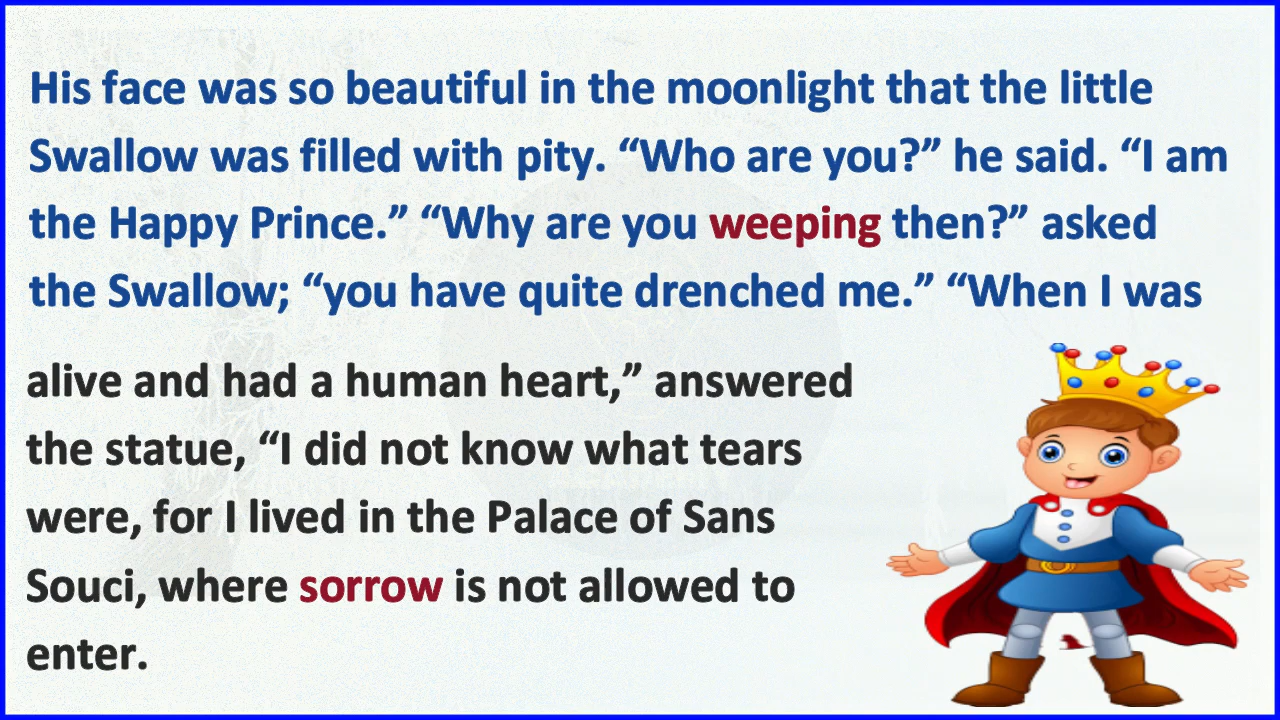 His face was so beautiful in the moonlight that the little
Swallow was filled with pity. “Who are you?” he said. “I am
the Happy Prince.” “Why are you weeping then?” asked
the Swallow; “you have quite drenched me.” “When I was
alive and had a human heart,” answered
the statue, “I did not know what tears
were, for I lived in the Palace of Sans
Souci, where sorrow is not allowed to
enter.